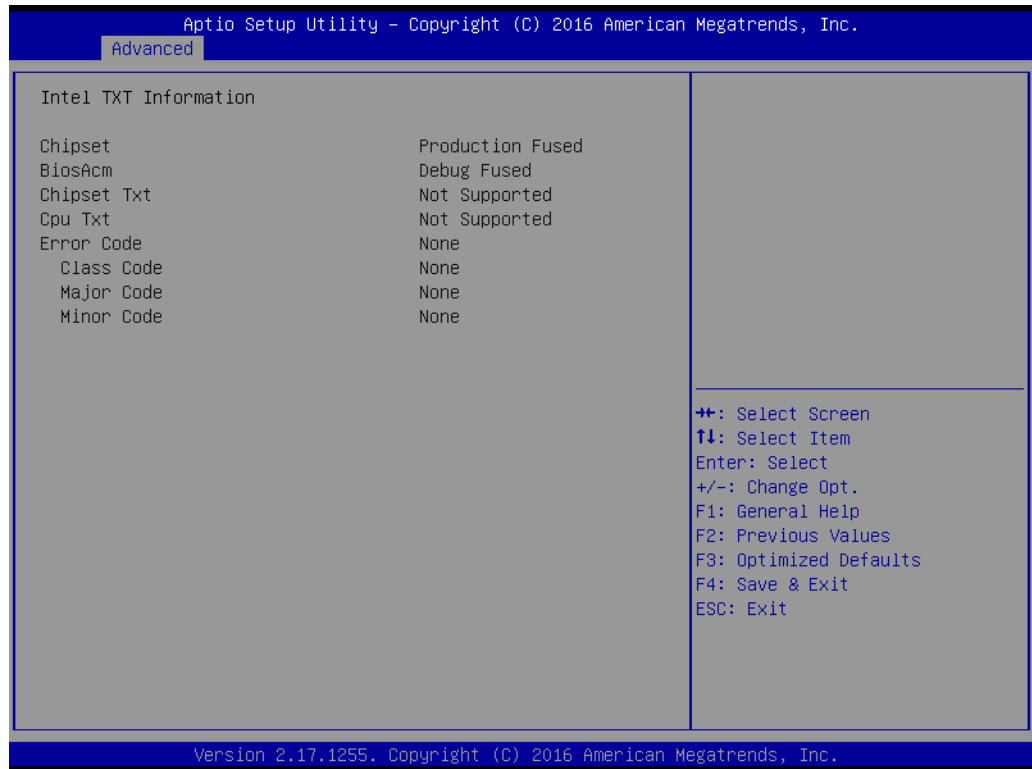 Aptio Setup Utility – Copyright (C) 2016 American Megatrends, Inc.
Advanced
Intel TXT Information
Chipset Production Fused
BiosAcm Debug Fused
Chipset Txt Not Supported
Cpu Txt Not Supported
Error Code None
Class Code None
Major Code None
Minor Code None
→←: Select Screen
↑↓: Select Item
Enter: Select
+/-: Change Opt.
F1: General Help
F2: Previous Values
F3: Optimized Defaults
F4: Save & Exit
ESC: Exit
Version 2.17.1255. Copyright (C) 2016 American Megatrends, Inc.